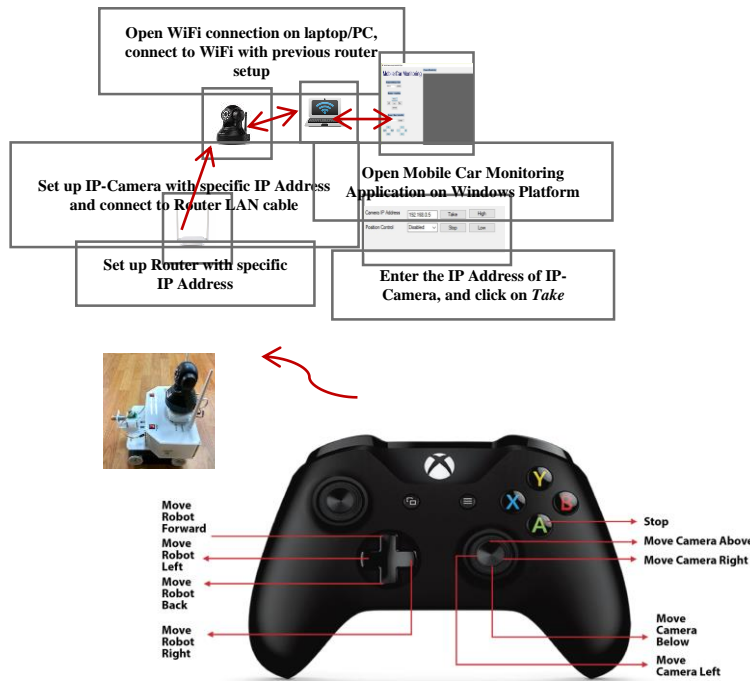 Open WiFi connection on laptop/PC,
connect to WiFi with previous router
setup
Mobile Car Monitoring
Set up IP-Camera with specific IP Address
and connect to Router LAN cable
Open Mobile Car Monitoring
Application on Windows Platform
Camera IP Address 192.168.0.5 Take High
Position Control Disabled Stop Low
Set up Router with specific
IP Address
Enter the IP Address of IP-
Camera, and click on Take
Y
X
B
A
Move
Robot
Forward
Move
Robot
Left
Move
Robot
Back
Move
Robot
Right
Stop
Move Camera Above
Move Camera Right
Move
Camera
Below
Move
Camera Left